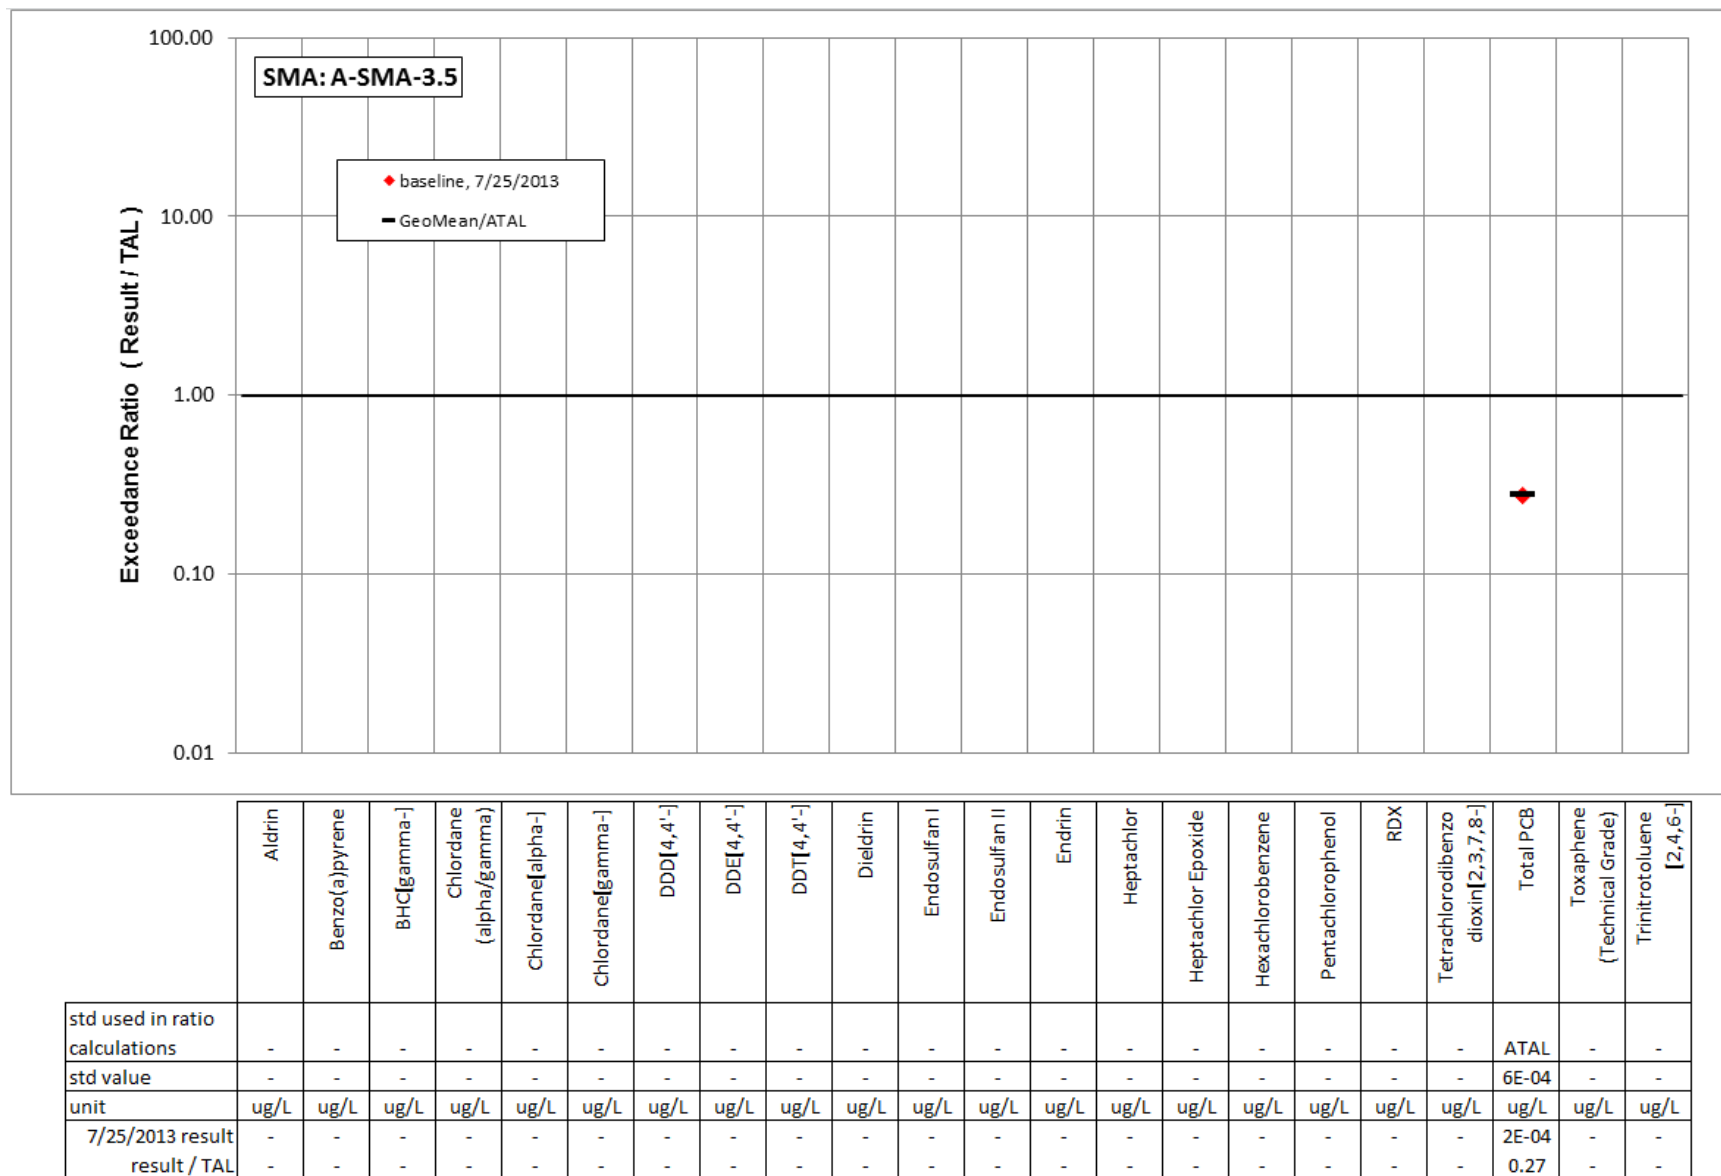 100.00
SMA: A-SMA-3.5
baseline, 7/25/2013
10.00
GeoMean/ATAL
Exceedance Ratio ( Result / TAL )
1.00
0.10
0.01
Aldrin
Benzo(a)pyrene
BHC[gamma-]
Chlordane
(alpha/gamma)
Chlordane[alpha-]
Chlordane[gamma-]
DDD[4,4'-]
DDE[4,4'-]
DDT[4,4'-]
Dieldrin
Endosulfan I
Endosulfan II
Endrin
Heptachlor
Heptachlor Epoxide
Hexachlorobenzene
Pentachlorophenol
RDX
Tetrachlorodibenzo
dioxin[2,3,7,8-]
Total PCB
Toxaphene
(Technical Grade)
Trinitrotoluene
[2,4,6-]
std used in ratio
calculations - - - - - - - - - - - - - - - - - - - ATAL - -
std value - - - - - - - - - - - - - - - - - - - 6E-04 - -
unit ug/L ug/L ug/L ug/L ug/L ug/L ug/L ug/L ug/L ug/L ug/L ug/L ug/L ug/L ug/L ug/L ug/L ug/L ug/L ug/L ug/L ug/L
7/25/2013 result - - - - - - - - - - - - - - - - - - - 2E-04 - -
result / TAL - - - - - - - - - - - - - - - - - - - 0.27 - -